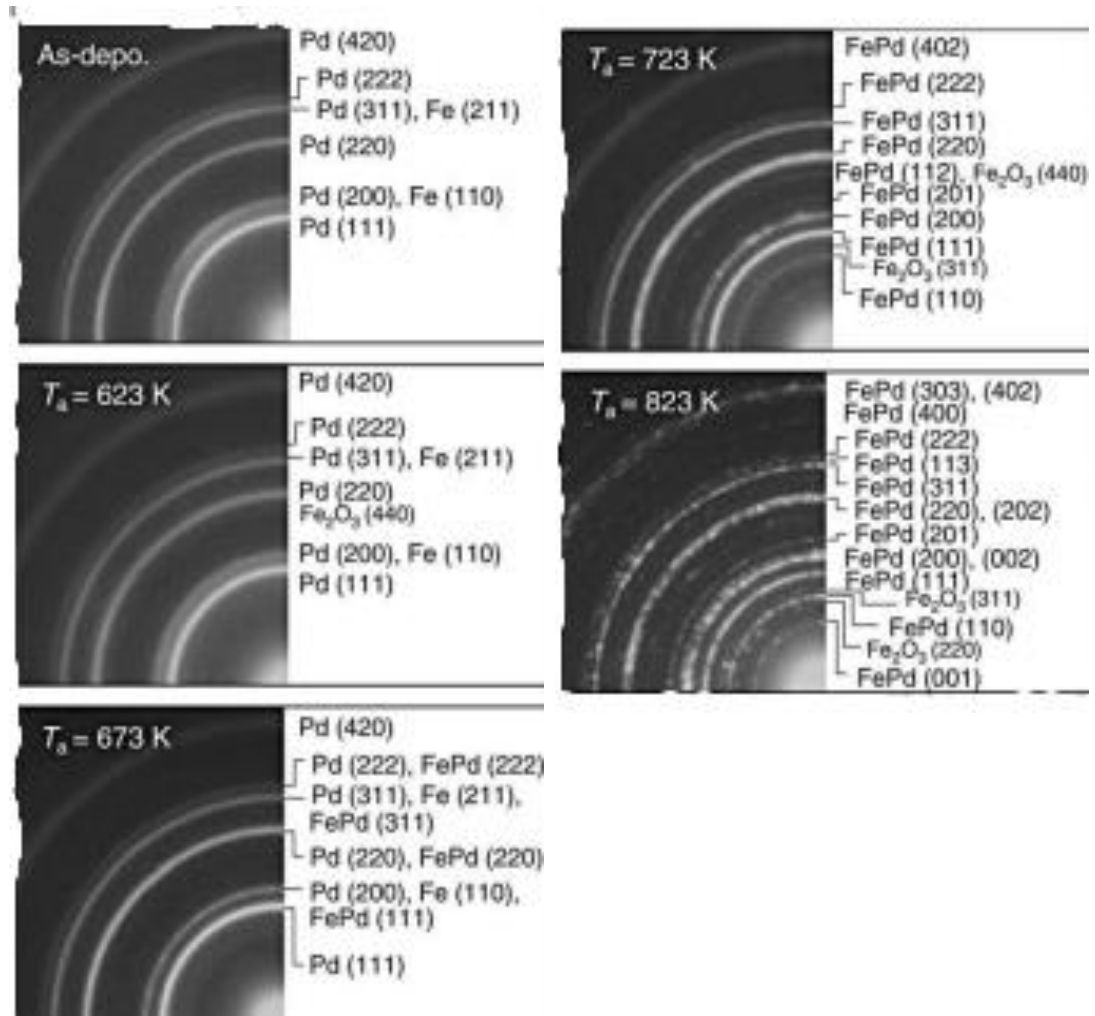 As-depo.
Pd (420)
Pd (222)
Pd (311), Fe (211)
Pd (220)
Pd (200), Fe (110)
Pd (111)
Tₐ = 623 K
Pd (420)
Pd (222)
Pd (311), Fe (211)
Pd (220)
Fe₂O₃ (440)
Pd (200), Fe (110)
Pd (111)
Tₐ = 673 K
Pd (420)
Pd (222), FePd (222)
Pd (311), Fe (211),
FePd (311)
Pd (220), FePd (220)
Pd (200), Fe (110),
FePd (111)
Pd (111)
Tₐ = 723 K
FePd (402)
FePd (222)
FePd (311)
FePd (220)
FePd (112), Fe₂O₃ (440)
FePd (201)
FePd (200)
FePd (111)
Fe₂O₃ (311)
FePd (110)
Tₐ = 823 K
FePd (303), (402)
FePd (400)
FePd (222)
FePd (113)
FePd (311)
FePd (220), (202)
FePd (201)
FePd (200), (002)
FePd (111)
Fe₂O₃ (311)
FePd (110)
Fe₂O₃ (220)
FePd (001)